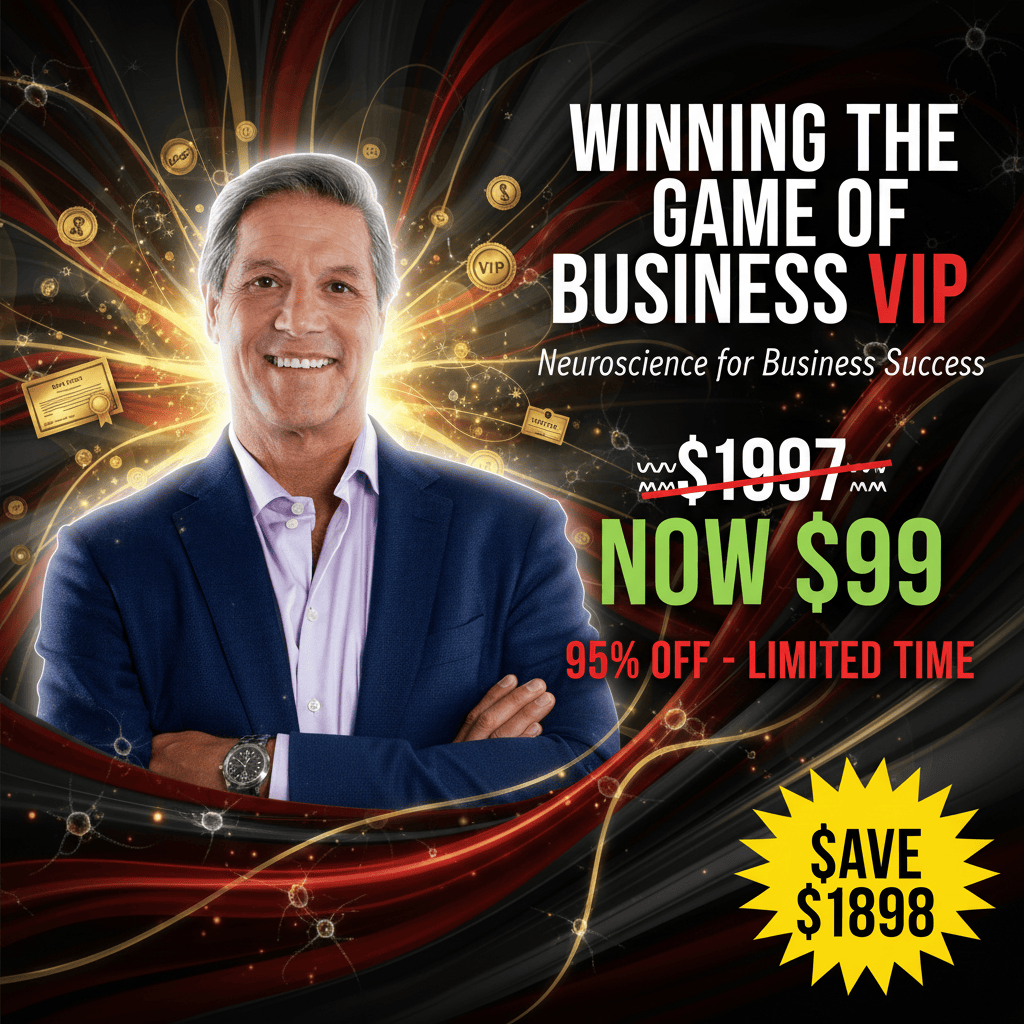 WINNING THE
GAME OF
BUSINESS VIP
Neuroscience for Business Success
$1997
NOW $99
95% OFF - LIMITED TIME
$AVE
$1898
VIP